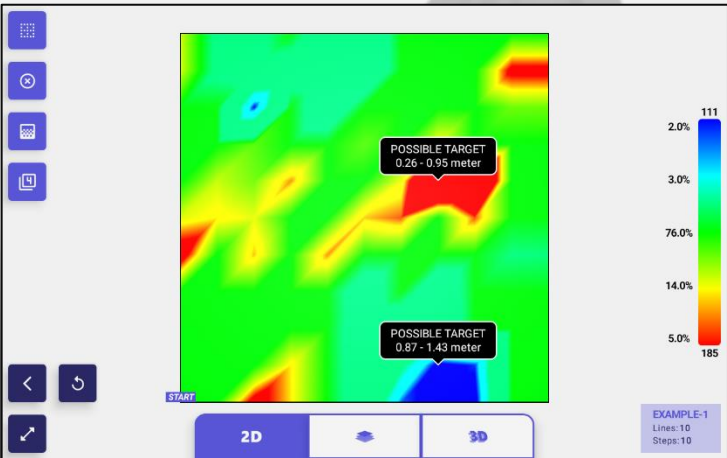 POSSIBLE TARGET
0.26 - 0.95 meter
POSSIBLE TARGET
0.87 - 1.43 meter
START
111
2.0%
3.0%
76.0%
14.0%
5.0%
185
4
2D
3D
EXAMPLE-1
Lines:10
Steps:10